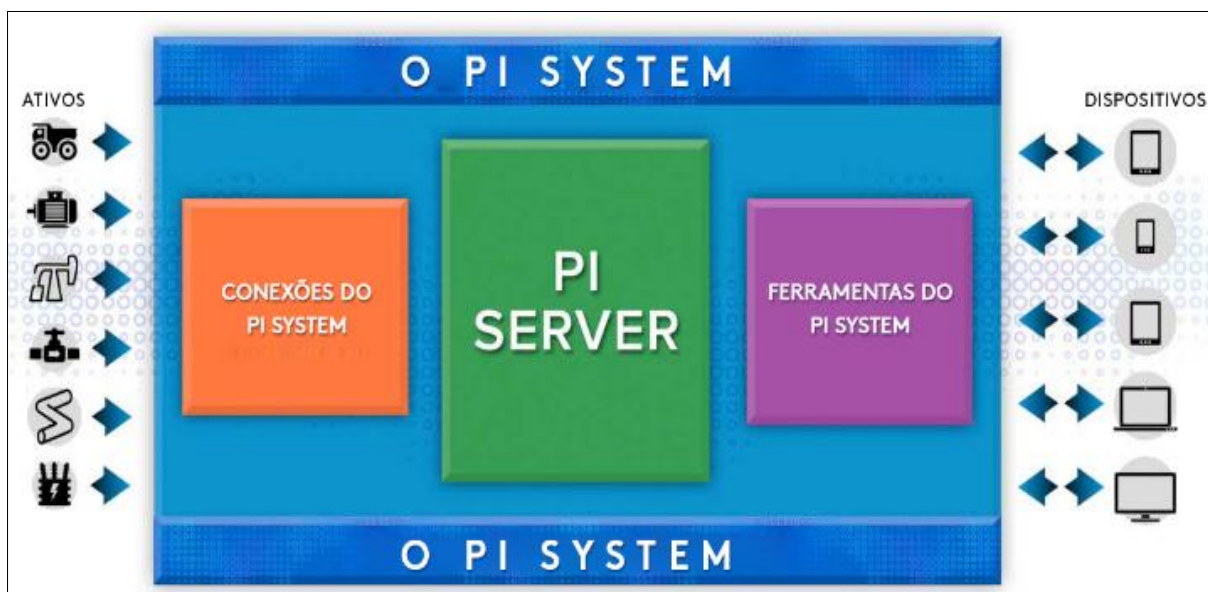 O PI SYSTEM
ATIVOS
DISPOSITIVOS
CONEXÕES DO
PI SYSTEM
PI
SERVER
FERRAMENTAS DO
PI SYSTEM
O PI SYSTEM